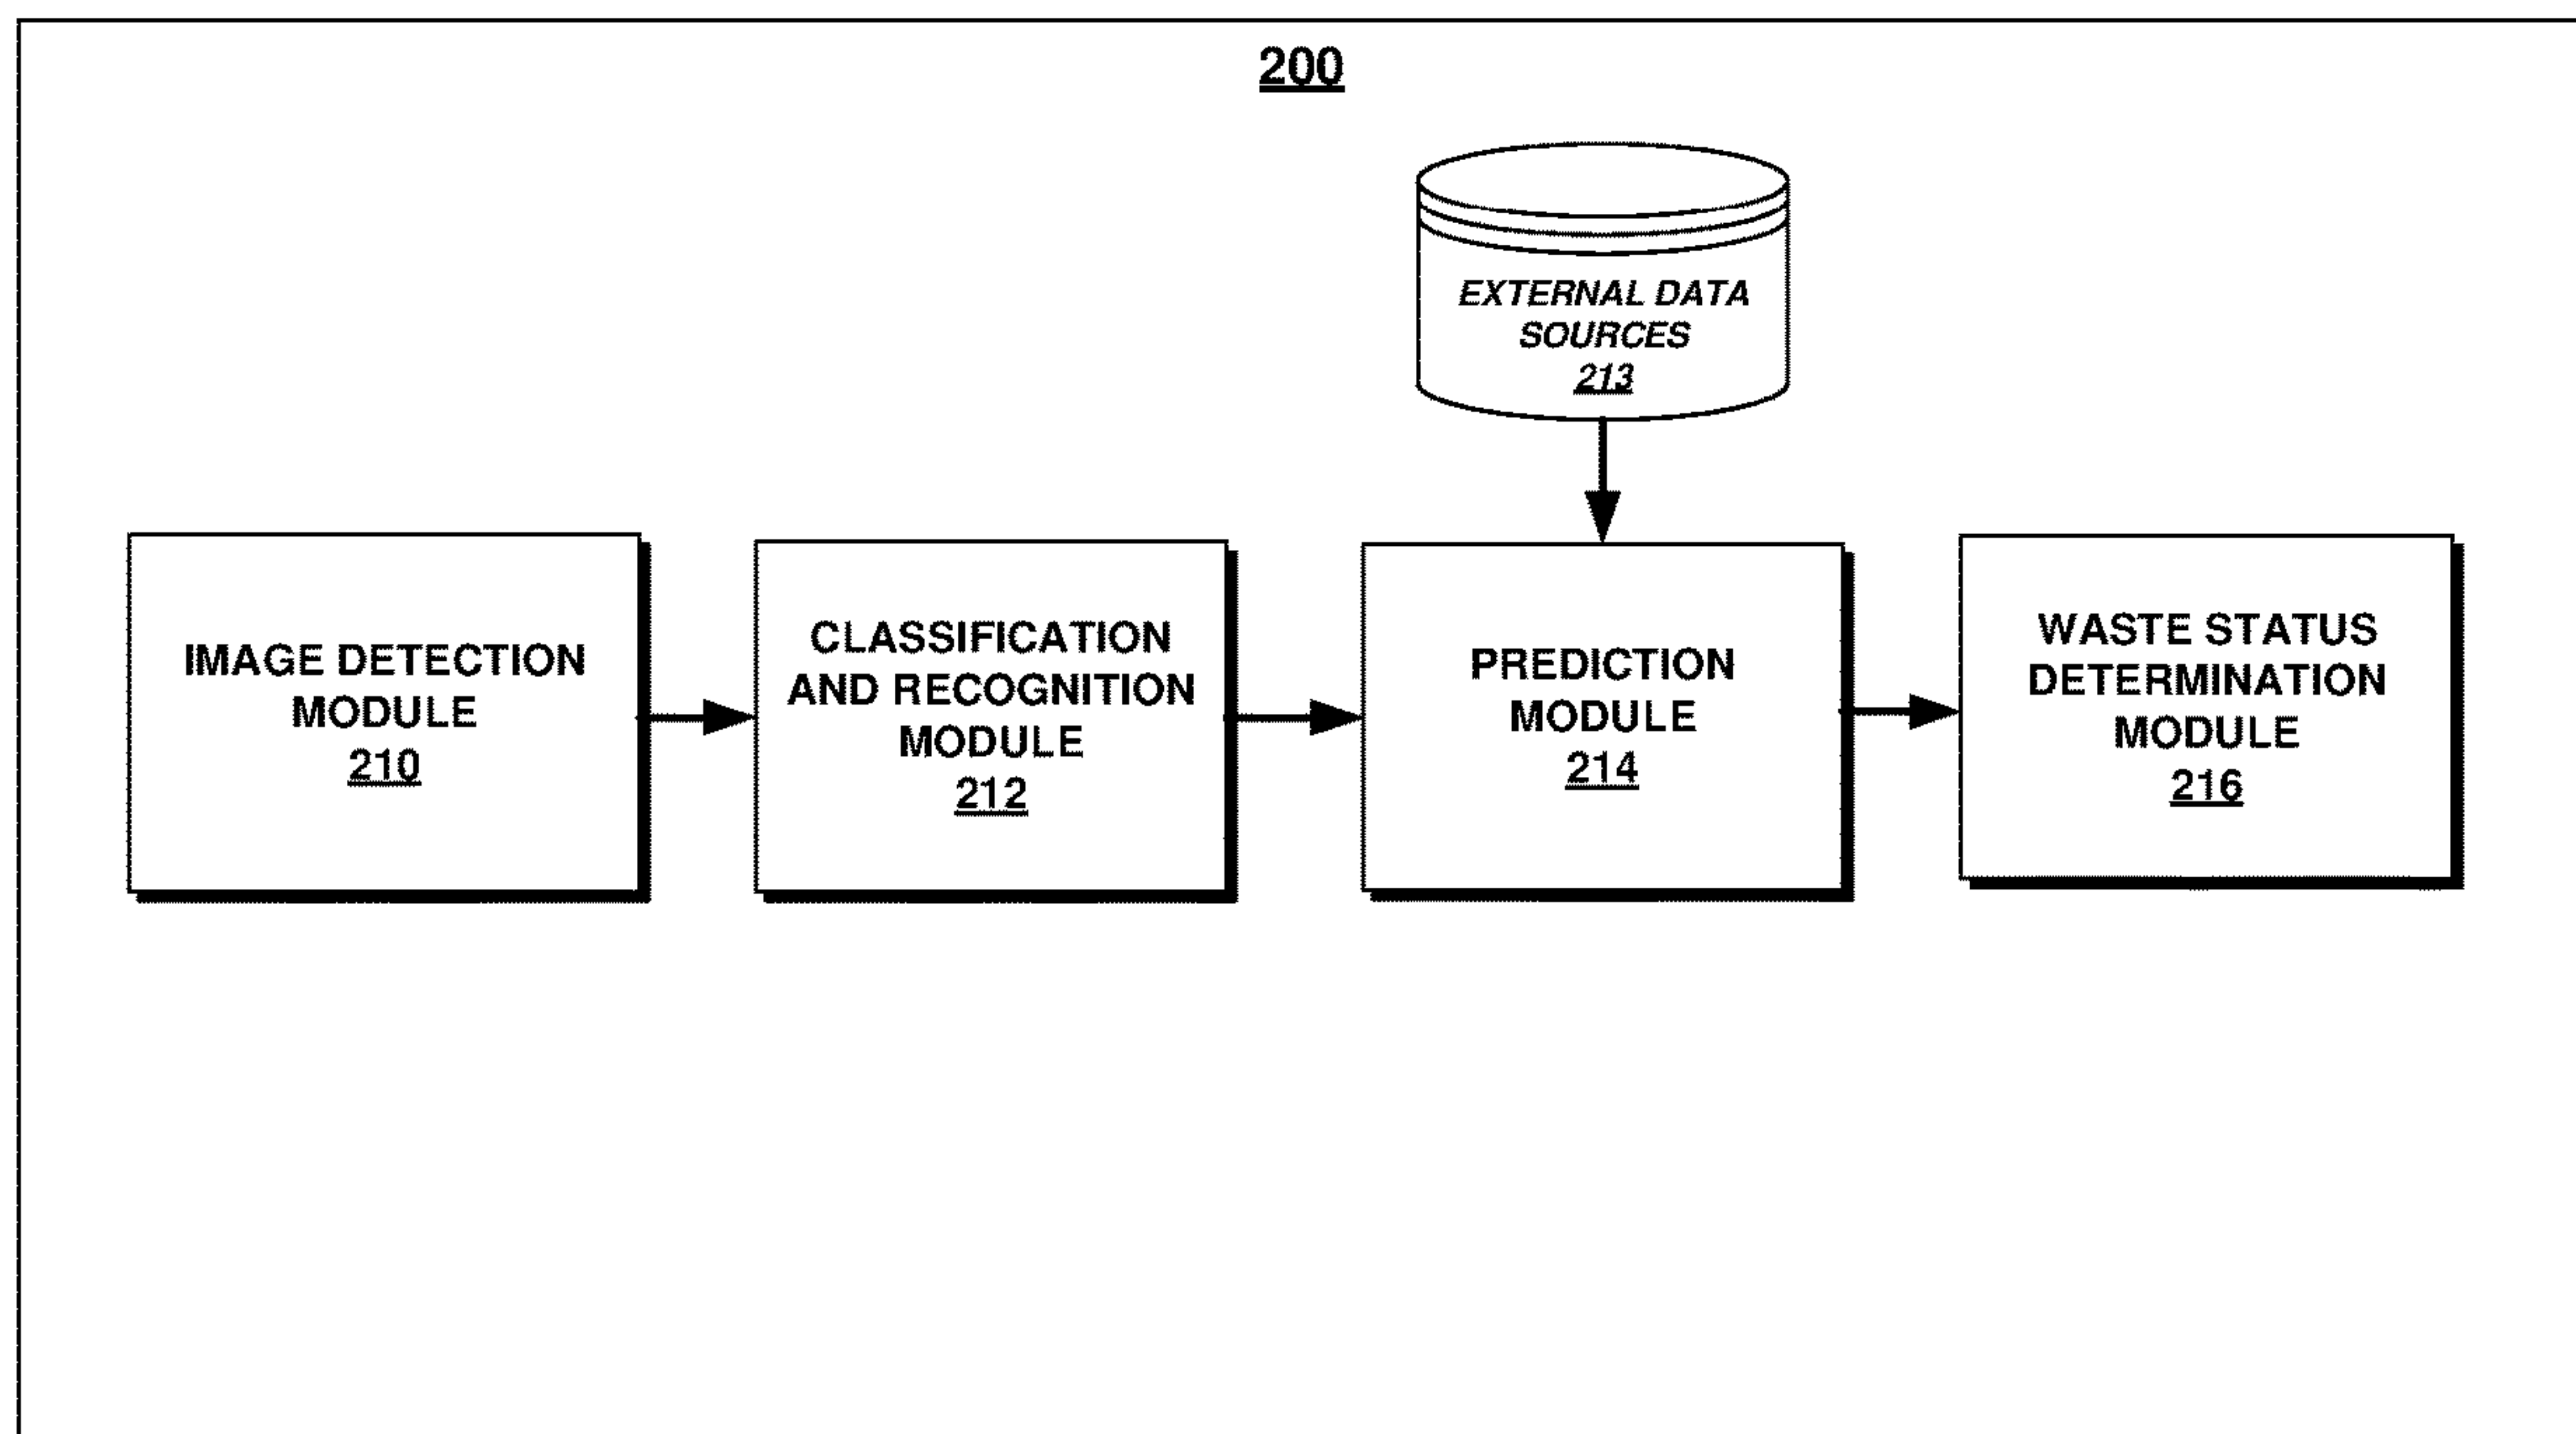 200
EXTERNAL DATA
SOURCES
213
IMAGE DETECTION
MODULE
210
CLASSIFICATION
AND RECOGNITION
MODULE
212
PREDICTION
MODULE
214
WASTE STATUS
DETERMINATION
MODULE
216